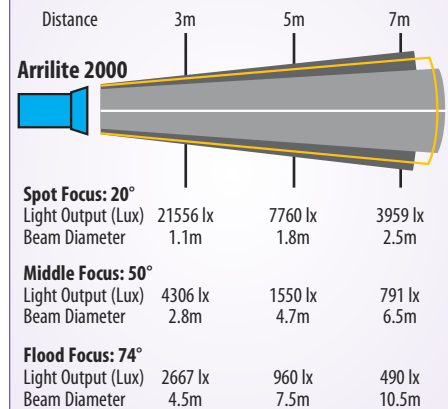 Distance 3m 5m 7m
Arrilite 2000
Spot Focus: 20°
Light Output (Lux) 21556 lx 7760 lx 3959 lx
Beam Diameter 1.1m 1.8m 2.5m
Middle Focus: 50°
Light Output (Lux) 4306 lx 1550 lx 791 lx
Beam Diameter 2.8m 4.7m 6.5m
Flood Focus: 74°
Light Output (Lux) 2667 lx 960 lx 490 lx
Beam Diameter 4.5m 7.5m 10.5m